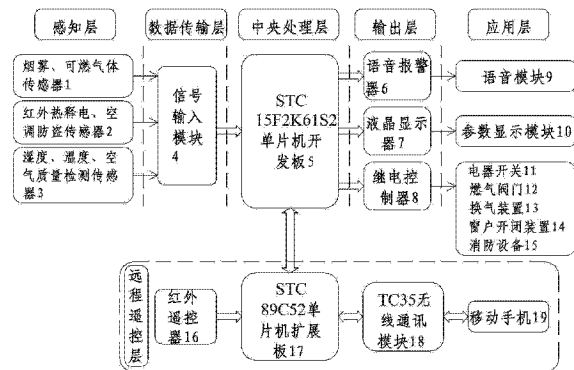 感知层
数据传输层
中央处理层
输出层
应用层
烟雾、可燃气体
传感器1
红外热释电、空
调防盗传感器2
湿度、温度、空
气质量检测传感
器3
信号
输入
模块
4
STC
15F2K61S2
单片机开
发板5
语音报警
器6
液晶显示
器7
继电控
制器8
语音模块9
参数显示模块10
电器开关11
燃气阀门12
换气装置13
窗户开闭装置14
消防设备15
远程遥控层
红外
遥控
器16
STC
89C52单
片机扩展
板17
TC35无
线通讯
模块18
移动手机19